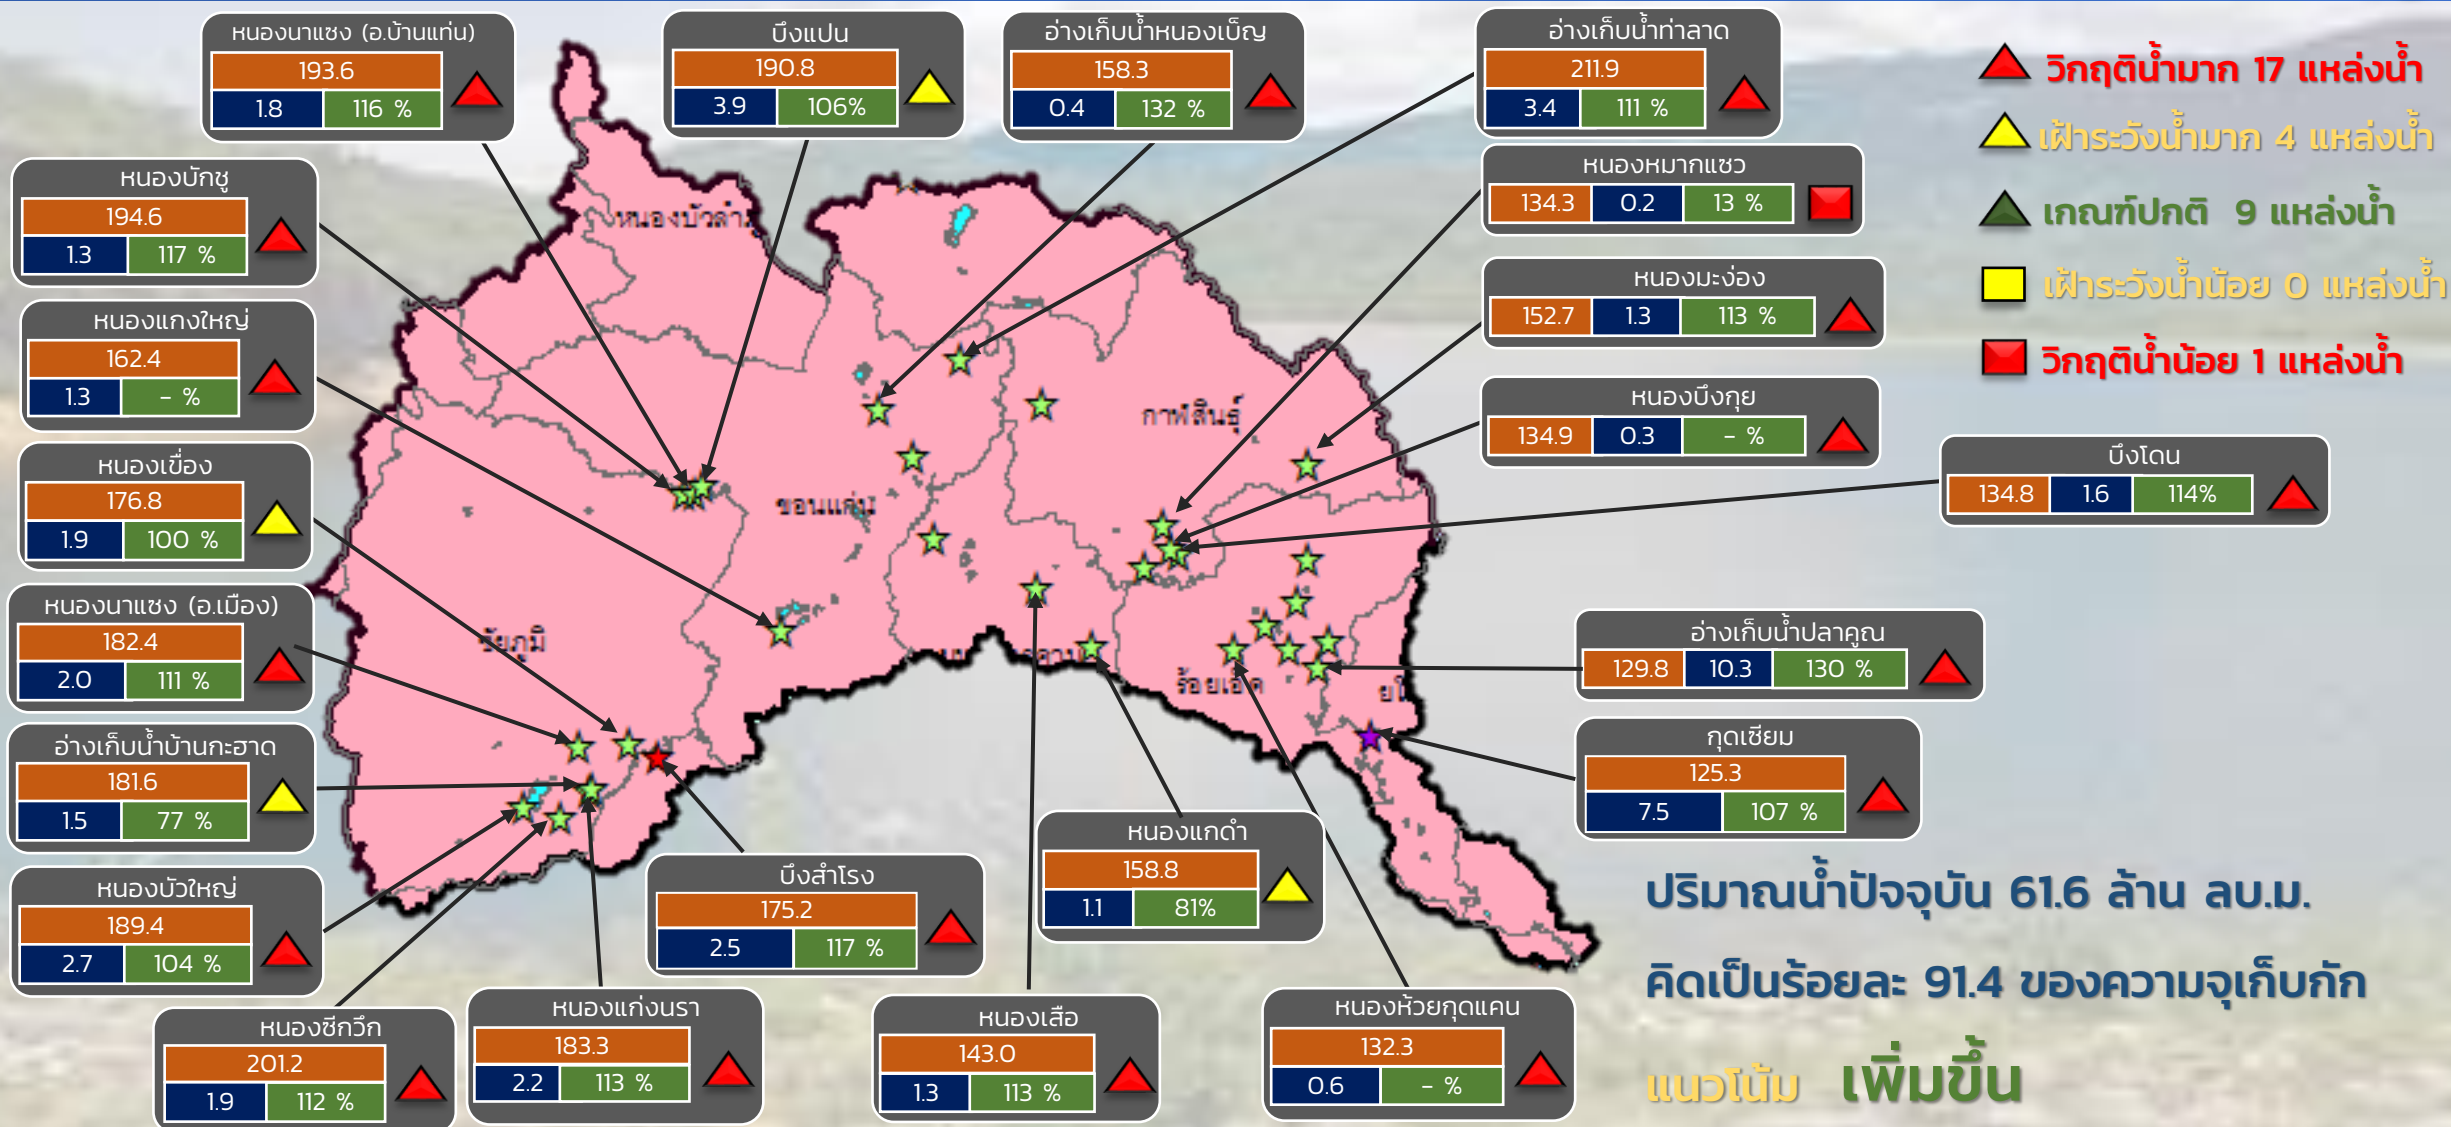 หนองนาแซง (อ.บ้านแท่น)
193.6
1.8 116 %
บึงแปน
190.8
3.9 106%
อ่างเก็บน้ำหนองเบ็ญ
158.3
0.4 132 %
อ่างเก็บน้ำท่าลาด
211.9
3.4 111 %
วิกฤติน้ำมาก 17 แหล่งน้ำ
เฝ้าระวังน้ำมาก 4 แหล่งน้ำ
เกณฑ์ปกติ 9 แหล่งน้ำ
เฝ้าระวังน้ำน้อย 0 แหล่งน้ำ
วิกฤติน้ำน้อย 1 แหล่งน้ำ
หนองหมากแซว
134.3 0.2 13 %
หนองบักซู
194.6
1.3 117 %
หนองมะง่อง
152.7 1.3 113 %
หนองแกงใหญ่
162.4
1.3 - %
หนองบึงกุย
134.9 0.3 - %
บึงโดน
134.8 1.6 114%
หนองเขื่อง
176.8
1.9 100 %
กาฬสินธุ์
ขอนแก่น
ชัยภูมิ
ร้อยเอ็ด
หนองนาแซง (อ.เมือง)
182.4
2.0 111 %
อ่างเก็บน้ำปลาคูณ
129.8 10.3 130 %
อ่างเก็บน้ำบ้านกะฮาด
181.6
1.5 77 %
กุดเซียม
125.3
7.5 107 %
หนองแกดำ
158.8
1.1 81%
หนองบัวใหญ่
189.4
2.7 104 %
บึงสำโรง
175.2
2.5 117 %
หนองซีกวึก
201.2
1.9 112 %
หนองแก่งนรา
183.3
2.2 113 %
หนองเสือ
143.0
1.3 113 %
หนองห้วยกุดแคน
132.3
0.6 - %
ปริมาณน้ำปัจจุบัน 61.6 ล้าน ลบ.ม.
คิดเป็นร้อยละ 91.4 ของความจุเก็บกัก
แนวโน้ม เพิ่มขึ้น